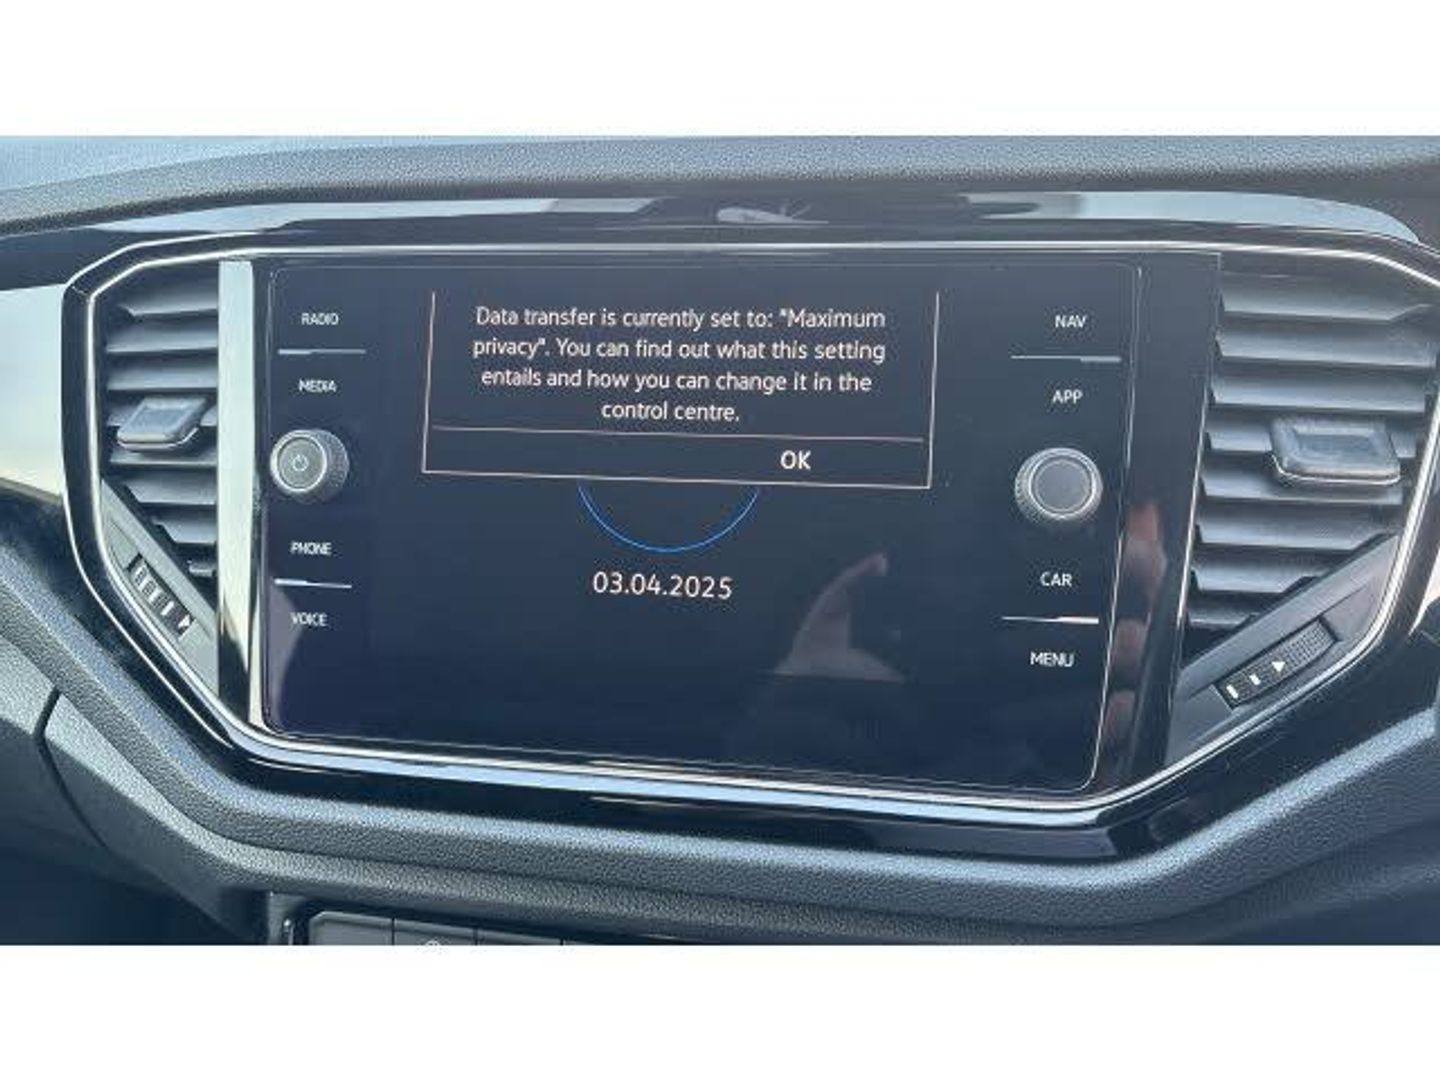 RADIO
MEDIA
PHONE
VOICE
Data transfer is currently set to: "Maximum
privacy". You can find out what this setting
entails and how you can change it in the
control centre.
OK
03.04.2025
NAV
APP
CAR
MENU